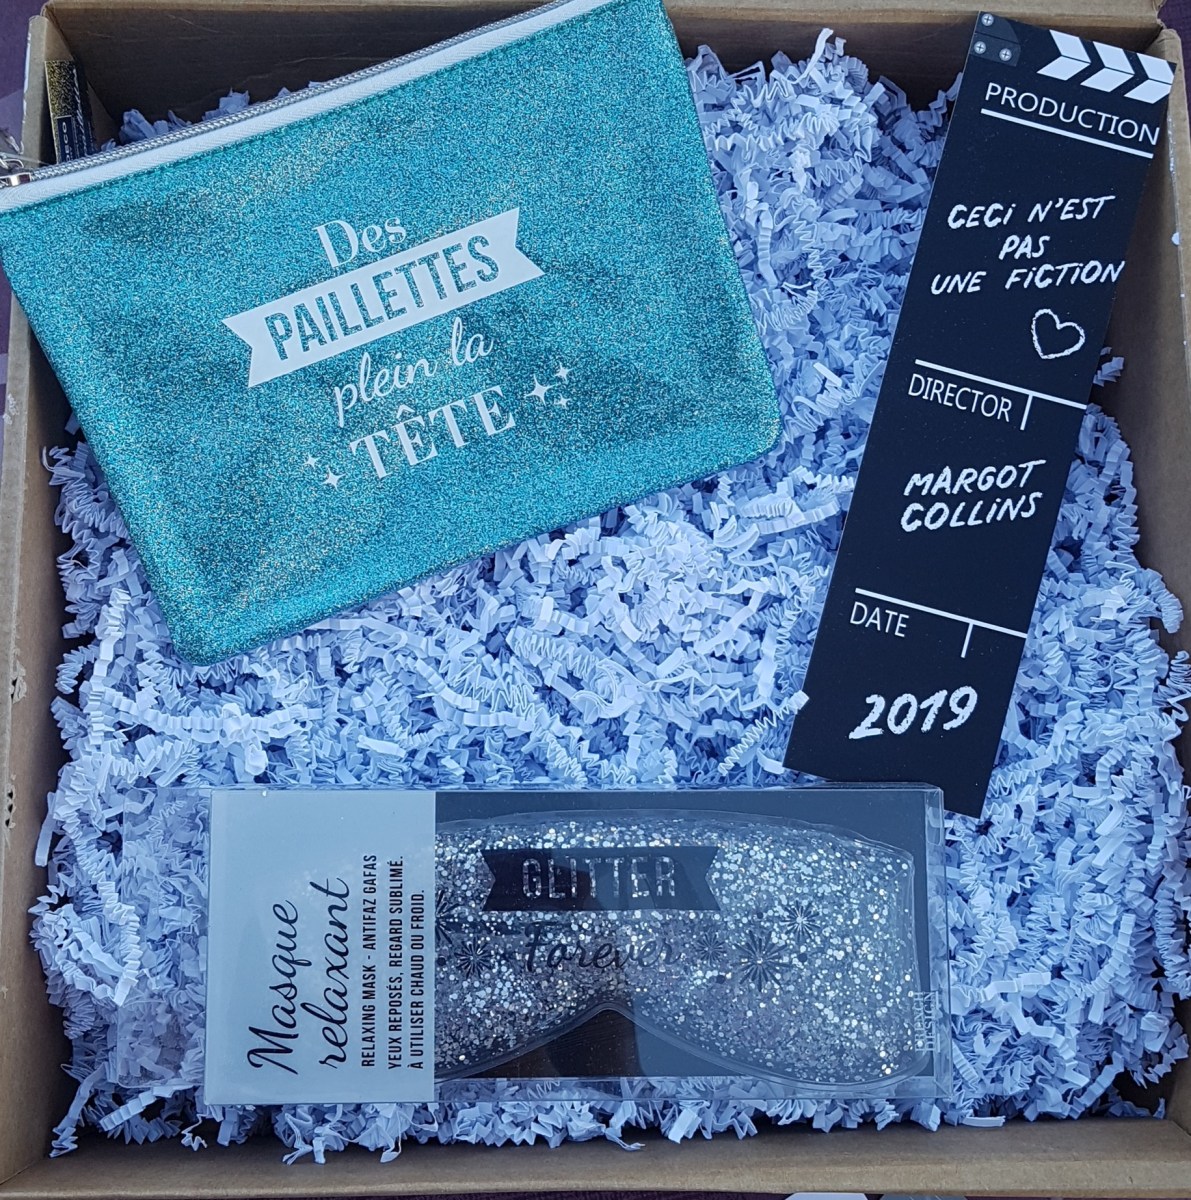 Des
PAILLETTES
plein la
TÊTE
PRODUCTION
CECI N'EST
PAS
UNE FICTION
DIRECTOR
MARGOT
COLLINS
DATE
2019
Masque
relaxant
RELAXING MASK - ANTIFAZ GAFAS
YEUX REPOSÉS, REGARD SUBLIMÉ.
À UTILISER CHAUD OU FROID.
GLITTER
Forever